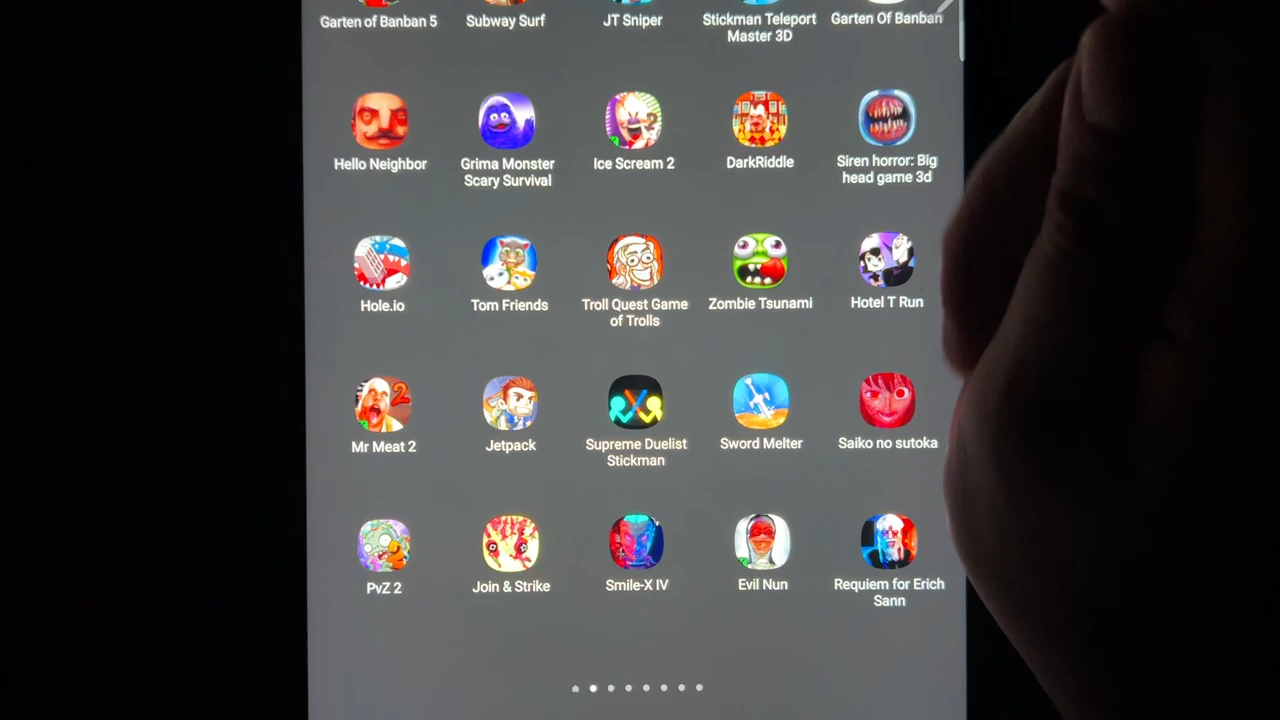 Garten of Banban 5
Subway Surf
JT Sniper
Stickman Teleport
Master 3D
Garten Of Banban
Hello Neighbor
Grima Monster
Scary Survival
Ice Scream 2
DarkRiddle
Siren horror: Big
head game 3d
Hole.io
Tom Friends
Troll Quest Game
of Trolls
Zombie Tsunami
Hotel T Run
2
Mr Meat 2
Jetpack
Supreme Duelist
Stickman
Sword Melter
Saiko no sutoka
PvZ 2
Join & Strike
Smile-X IV
Evil Nun
Requiem for Erich
Sann